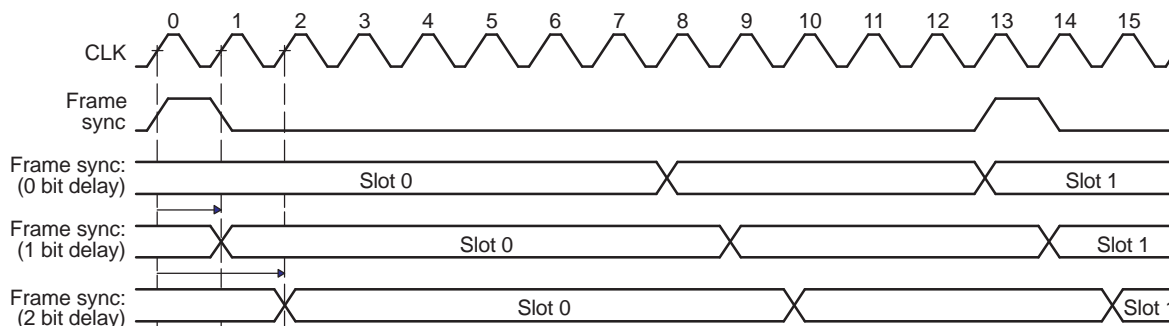 0 1 2 3 4 5 6 7 8 9 10 11 12 13 14 15
CLK
Frame
sync
Frame sync:
(0 bit delay)
Slot 0
Slot 1
Frame sync:
(1 bit delay)
Slot 0
Slot 1
Frame sync:
(2 bit delay)
Slot 0
Slot 1